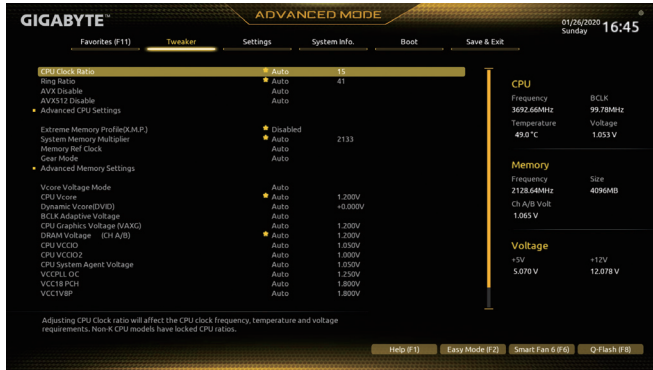 GIGABYTE™
ADVANCED MODE
01/26/2020
Sunday
16:45
Favorites (F11) Tweaker Settings System Info. Boot Save & Exit
CPU Clock Ratio Auto 15
Ring Ratio Auto 41
AVX Disable Auto
AVX512 Disable Auto
Advanced CPU Settings
Extreme Memory Profile(X.M.P.) Disabled
System Memory Multiplier Auto 2133
Memory Ref Clock Auto
Gear Mode Auto
Advanced Memory Settings
Vcore Voltage Mode Auto
CPU Vcore Auto 1.200V
Dynamic Vcore(DVID) Auto +0.000V
BCLK Adaptive Voltage Auto
CPU Graphics Voltage (VAXG) Auto 1.200V
DRAM Voltage (CH A/B) Auto 1.200V
CPU VCCIO Auto 1.050V
CPU VCCIO2 Auto 1.000V
CPU System Agent Voltage Auto 1.050V
VCCPLL OC Auto 1.250V
VCC18 PCH Auto 1.800V
VCC1V8P Auto 1.800V
CPU
Frequency BCLK
3692.66MHz 99.78MHz
Temperature Voltage
49.0°C 1.053 V
Memory
Frequency Size
2128.64MHz 4096MB
Ch A/B Volt
1.065 V
Voltage
+5V +12V
5.070 V 12.078 V
Adjusting CPU Clock ratio will affect the CPU clock frequency, temperature and voltage
requirements. Non-K CPU models have locked CPU ratios.
Help (F1) Easy Mode (F2) Smart Fan 6 (F6) Q-Flash (F8)